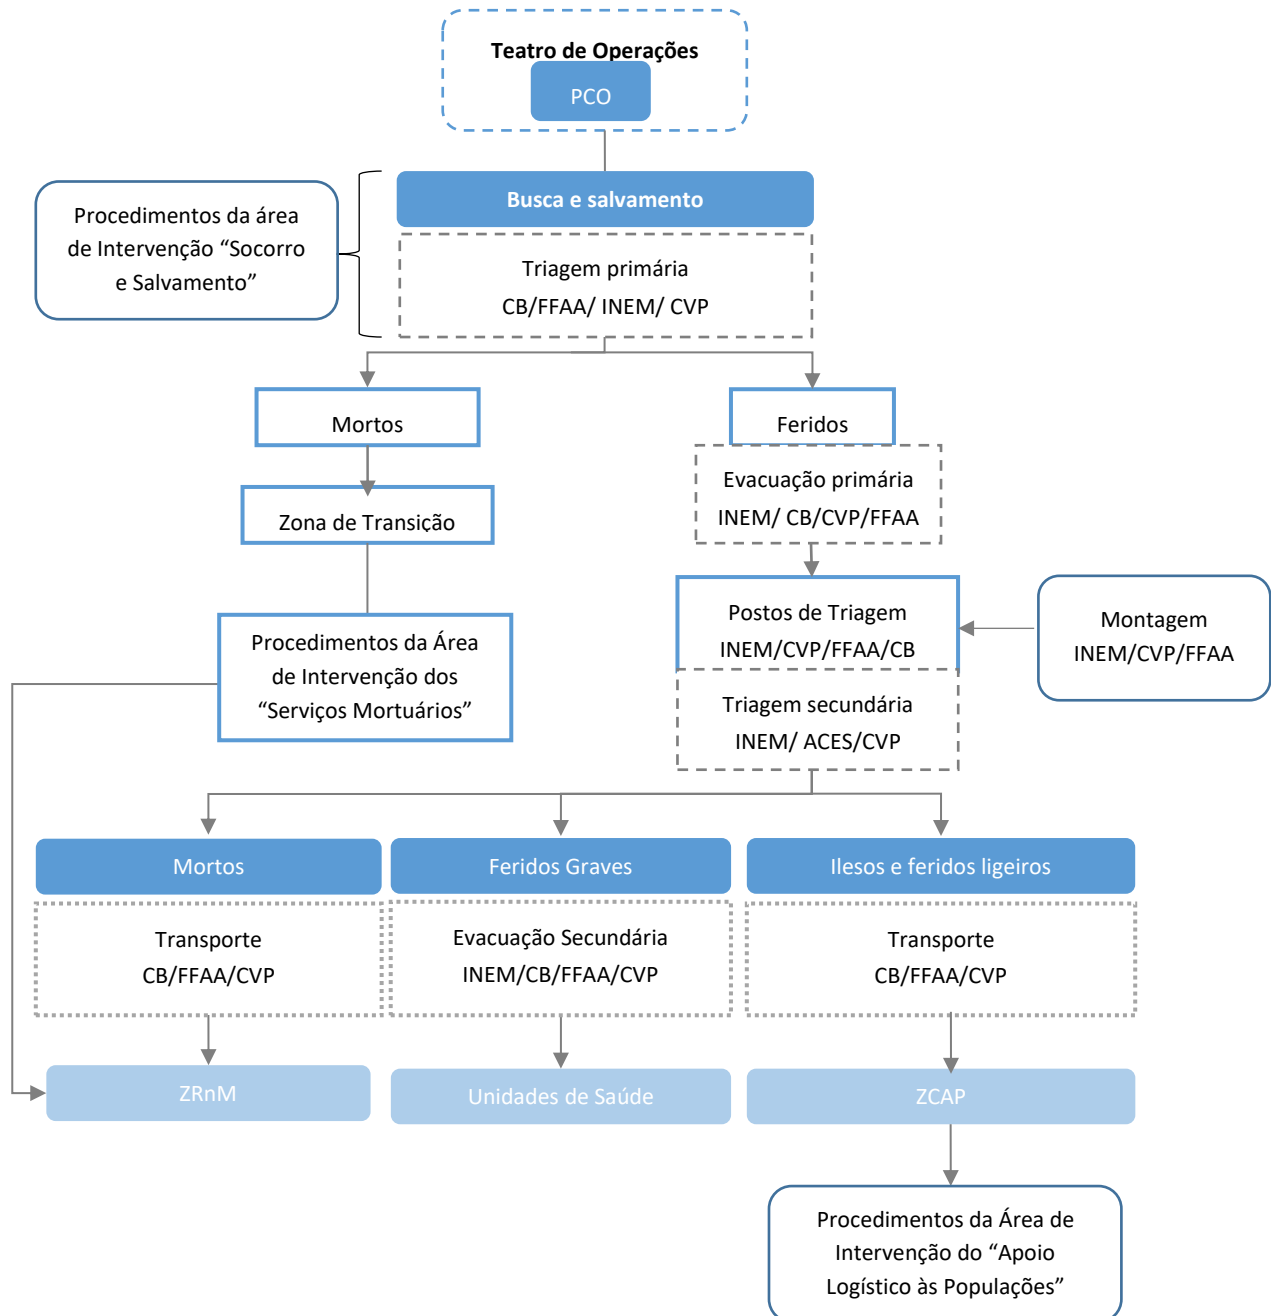 Teatro de Operações
PCO
Busca e salvamento
Procedimentos da área
de Intervenção “Socorro
e Salvamento”
Triagem primária
CB/FFAA/ INEM/ CVP
Mortos
Feridos
Evacuação primária
INEM/ CB/CVP/FFAA
Zona de Transição
Postos de Triagem
INEM/CVP/FFAA/CB
Montagem
INEM/CVP/FFAA
Procedimentos da Área
de Intervenção dos
“Serviços Mortuários”
Triagem secundária
INEM/ ACES/CVP
Mortos
Feridos Graves
Ilesos e feridos ligeiros
Transporte
CB/FFAA/CVP
Evacuação Secundária
INEM/CB/FFAA/CVP
Transporte
CB/FFAA/CVP
ZRnM
Unidades de Saúde
ZCAP
Procedimentos da Área de
Intervenção do “Apoio
Logístico às Populações”